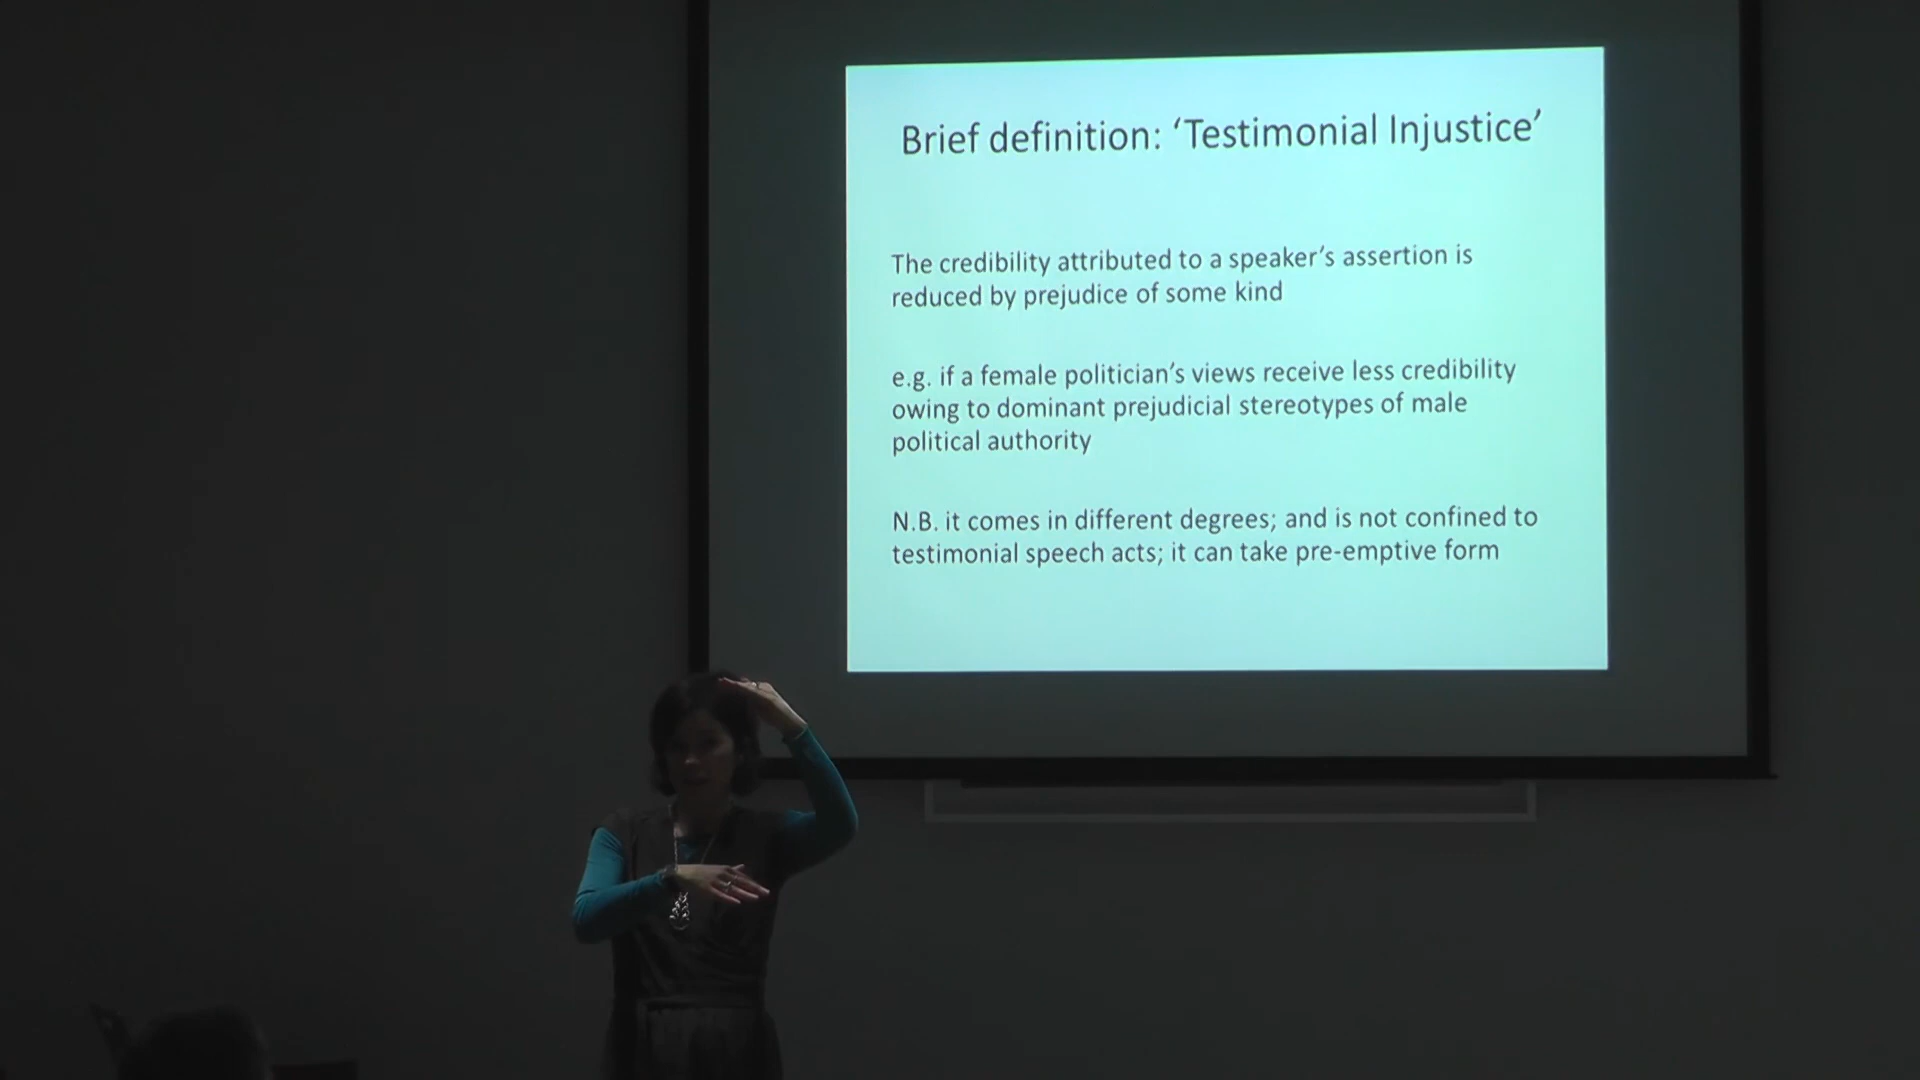 Brief definition: ‘Testimonial Injustice’
The credibility attributed to a speaker’s assertion is
reduced by prejudice of some kind
e.g. if a female politician’s views receive less credibility
owing to dominant prejudicial stereotypes of male
political authority
N.B. it comes in different degrees; and is not confined to
testimonial speech acts; it can take pre-emptive form